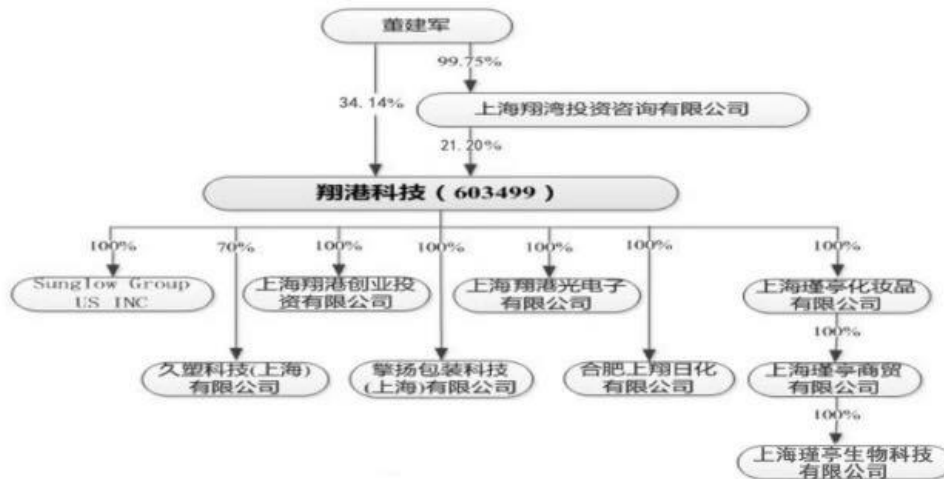 董建军
99.75%
34.14%
上海翔湾投资咨询有限公司
21.20%
翔港科技（603499）
100%
70%
100%
100%
100%
100%
100%
Sunglow Group
US INC
上海翔港创业投
资有限公司
上海翔港光电子
有限公司
上海瑾亭化妆品
有限公司
100%
久塑科技(上海)
有限公司
擎扬包装科技
(上海)有限公司
合肥上翔日化
有限公司
上海瑾亭商贸
有限公司
100%
上海瑾亭生物科技
有限公司